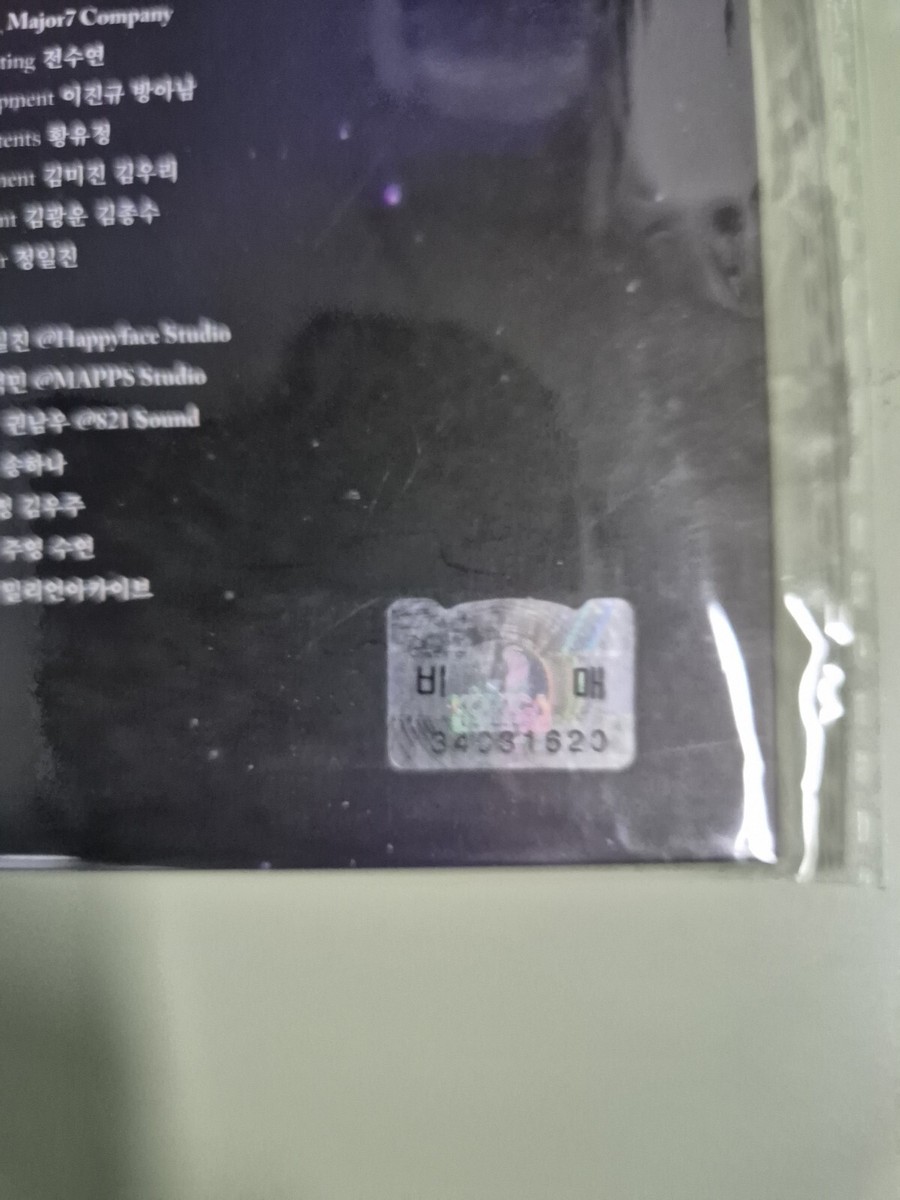 Major7 Company
ting 전수연
pment 이진규 방아남
tents 황유정
nent 김미진 김우리
nt 김광운 김종수
r 정일진
일진 @Happyface Studio
@MAPPS Studio
권남우 @821 Sound
송하나
김우주
주영 수연
밀리언아카이브
비 매
34031620